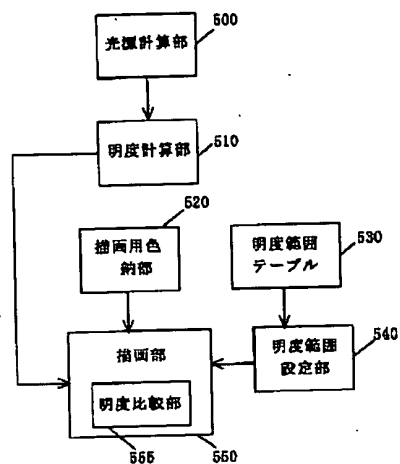 500
光源計算部
510
明度計算部
520
描画用色
納部
530
明度範囲
テーブル
描画部
明度比較部
540
明度範囲
設定部
555
550